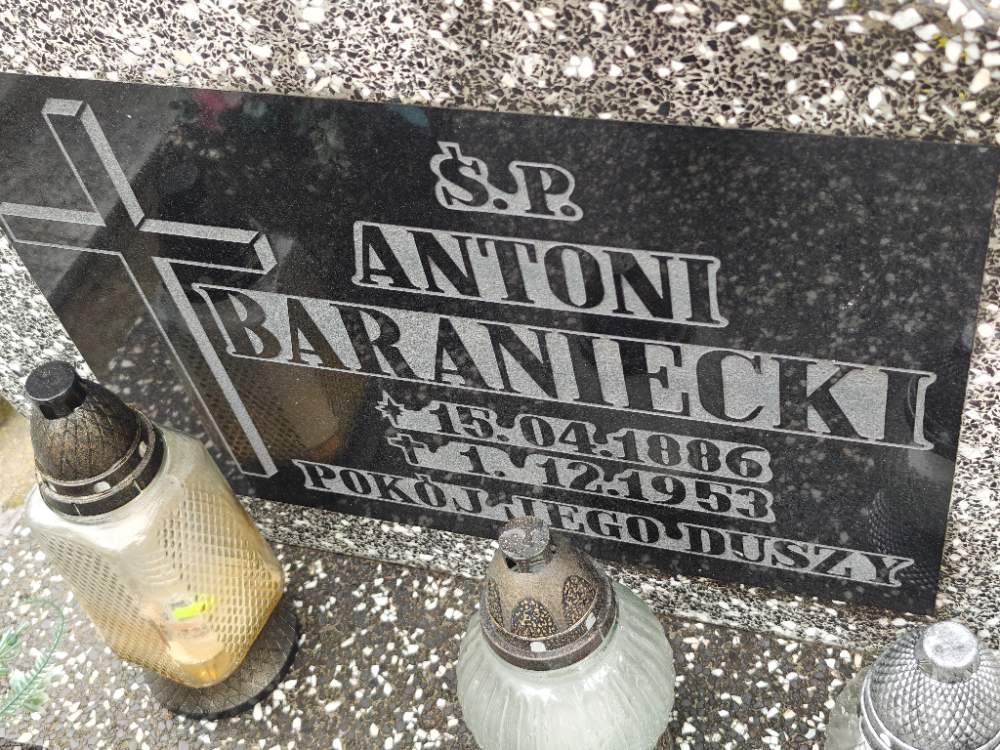 Ś.P.
ANTONI
BARANIECKI
* 15.04.1886
† 1. 12.1953
POKÓJ JEGO DUSZY